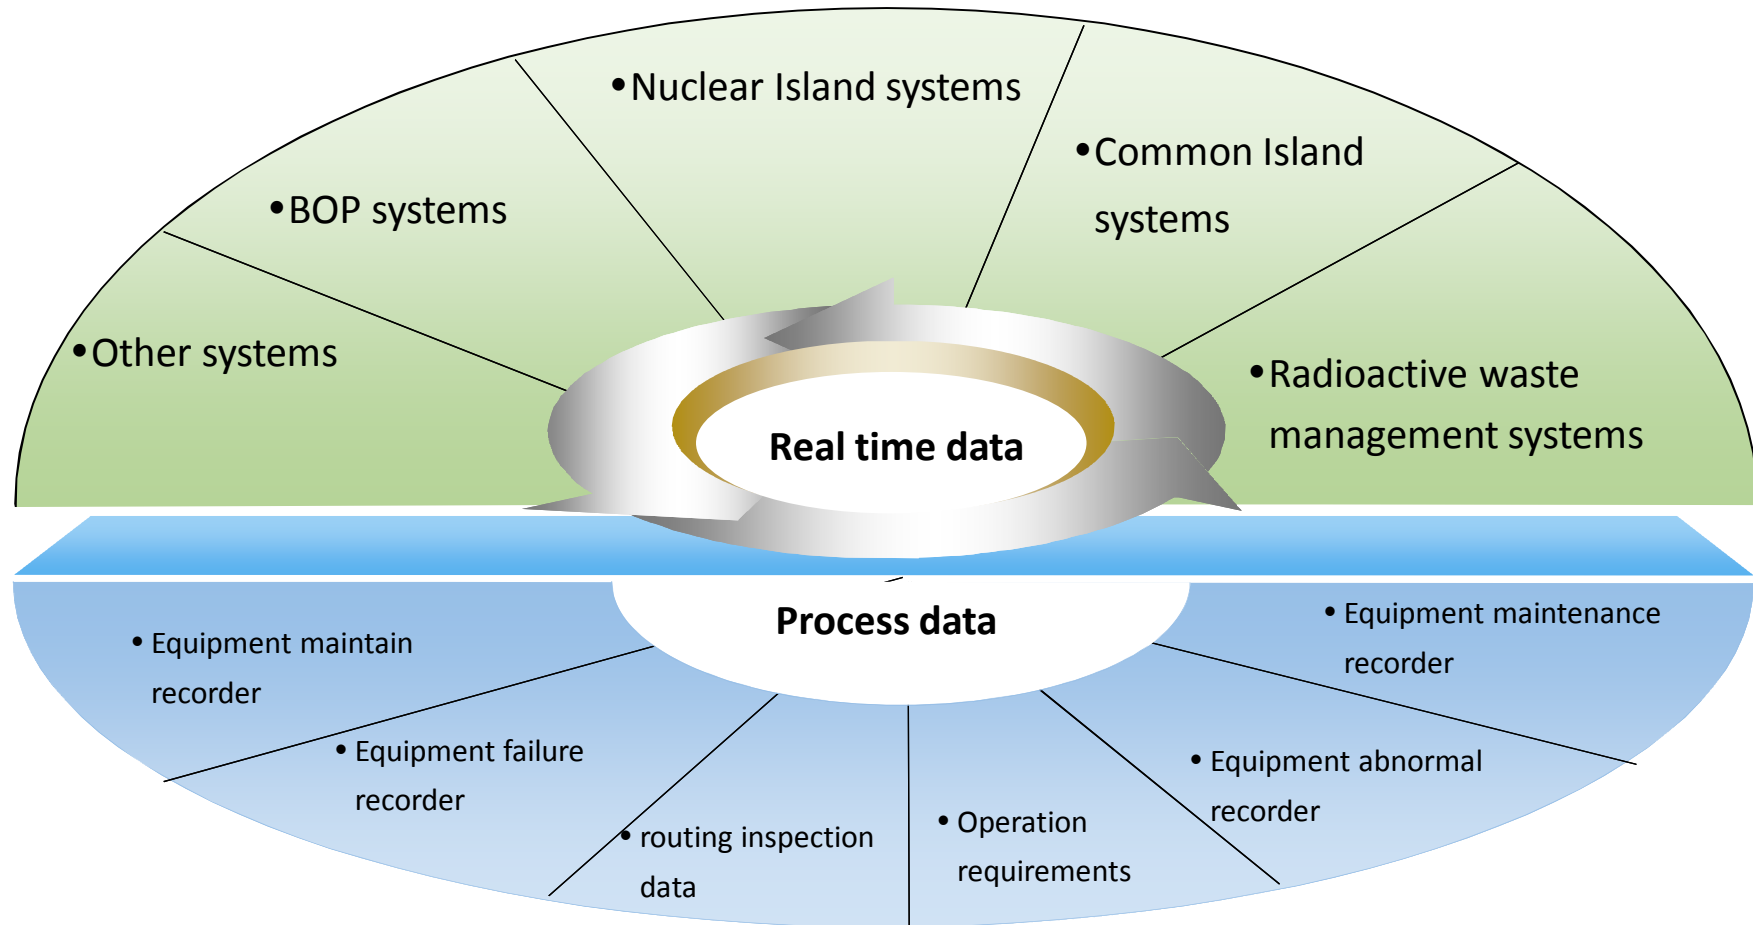 •Nuclear Island systems
•Common Island
systems
•BOP systems
•Other systems
•Radioactive waste
management systems
Real time data
Process data
• Equipment maintain
recorder
• Equipment failure
recorder
• routing inspection
data
• Operation
requirements
• Equipment abnormal
recorder
• Equipment maintenance
recorder